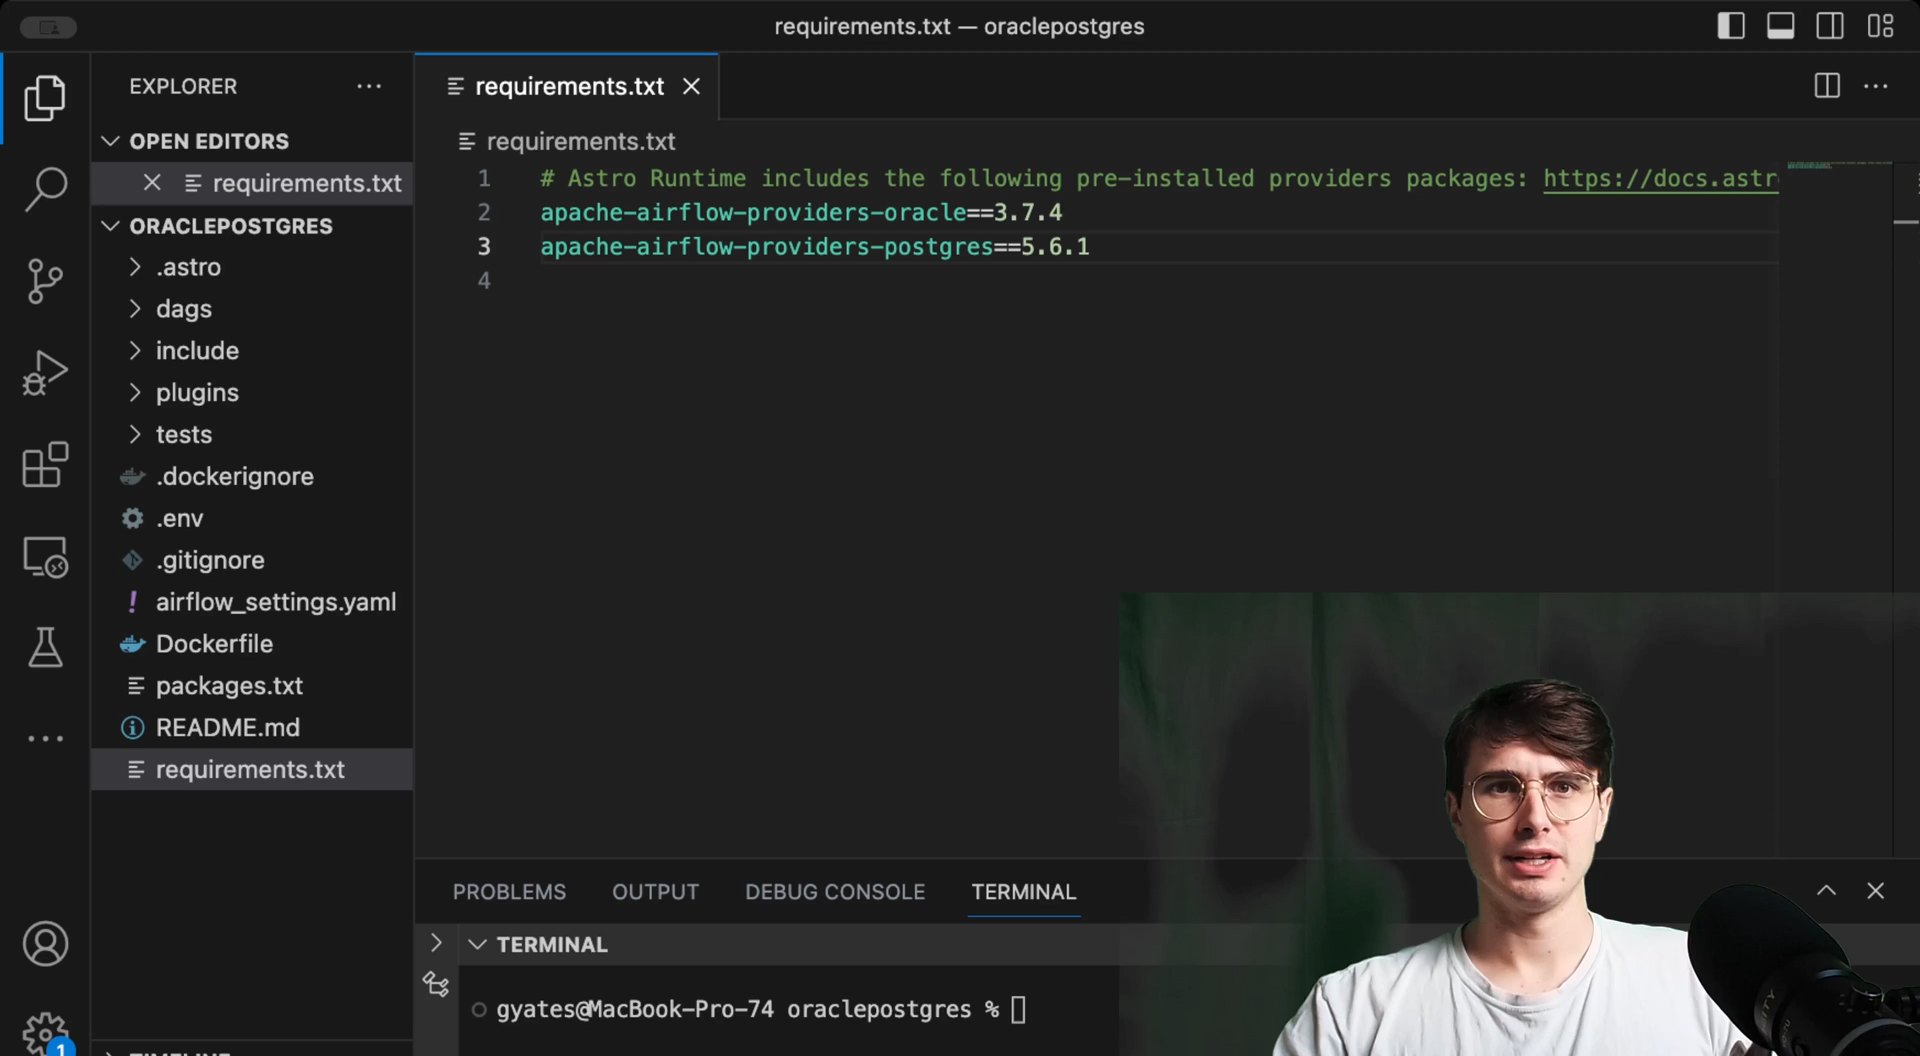 requirements.txt — oraclepostgres
EXPLORER
requirements.txt
OPEN EDITORS
requirements.txt
requirements.txt
1 # Astro Runtime includes the following pre-installed providers packages: https://docs.astr
2 apache-airflow-providers-oracle==3.7.4
3 apache-airflow-providers-postgres==5.6.1
4
ORACLEPOSTGRES
.astro
dags
include
plugins
tests
.dockerignore
.env
.gitignore
! airflow_settings.yaml
Dockerfile
packages.txt
README.md
requirements.txt
PROBLEMS OUTPUT DEBUG CONSOLE TERMINAL
TERMINAL
gyates@MacBook-Pro-74 oraclepostgres %
1
TIMELINE